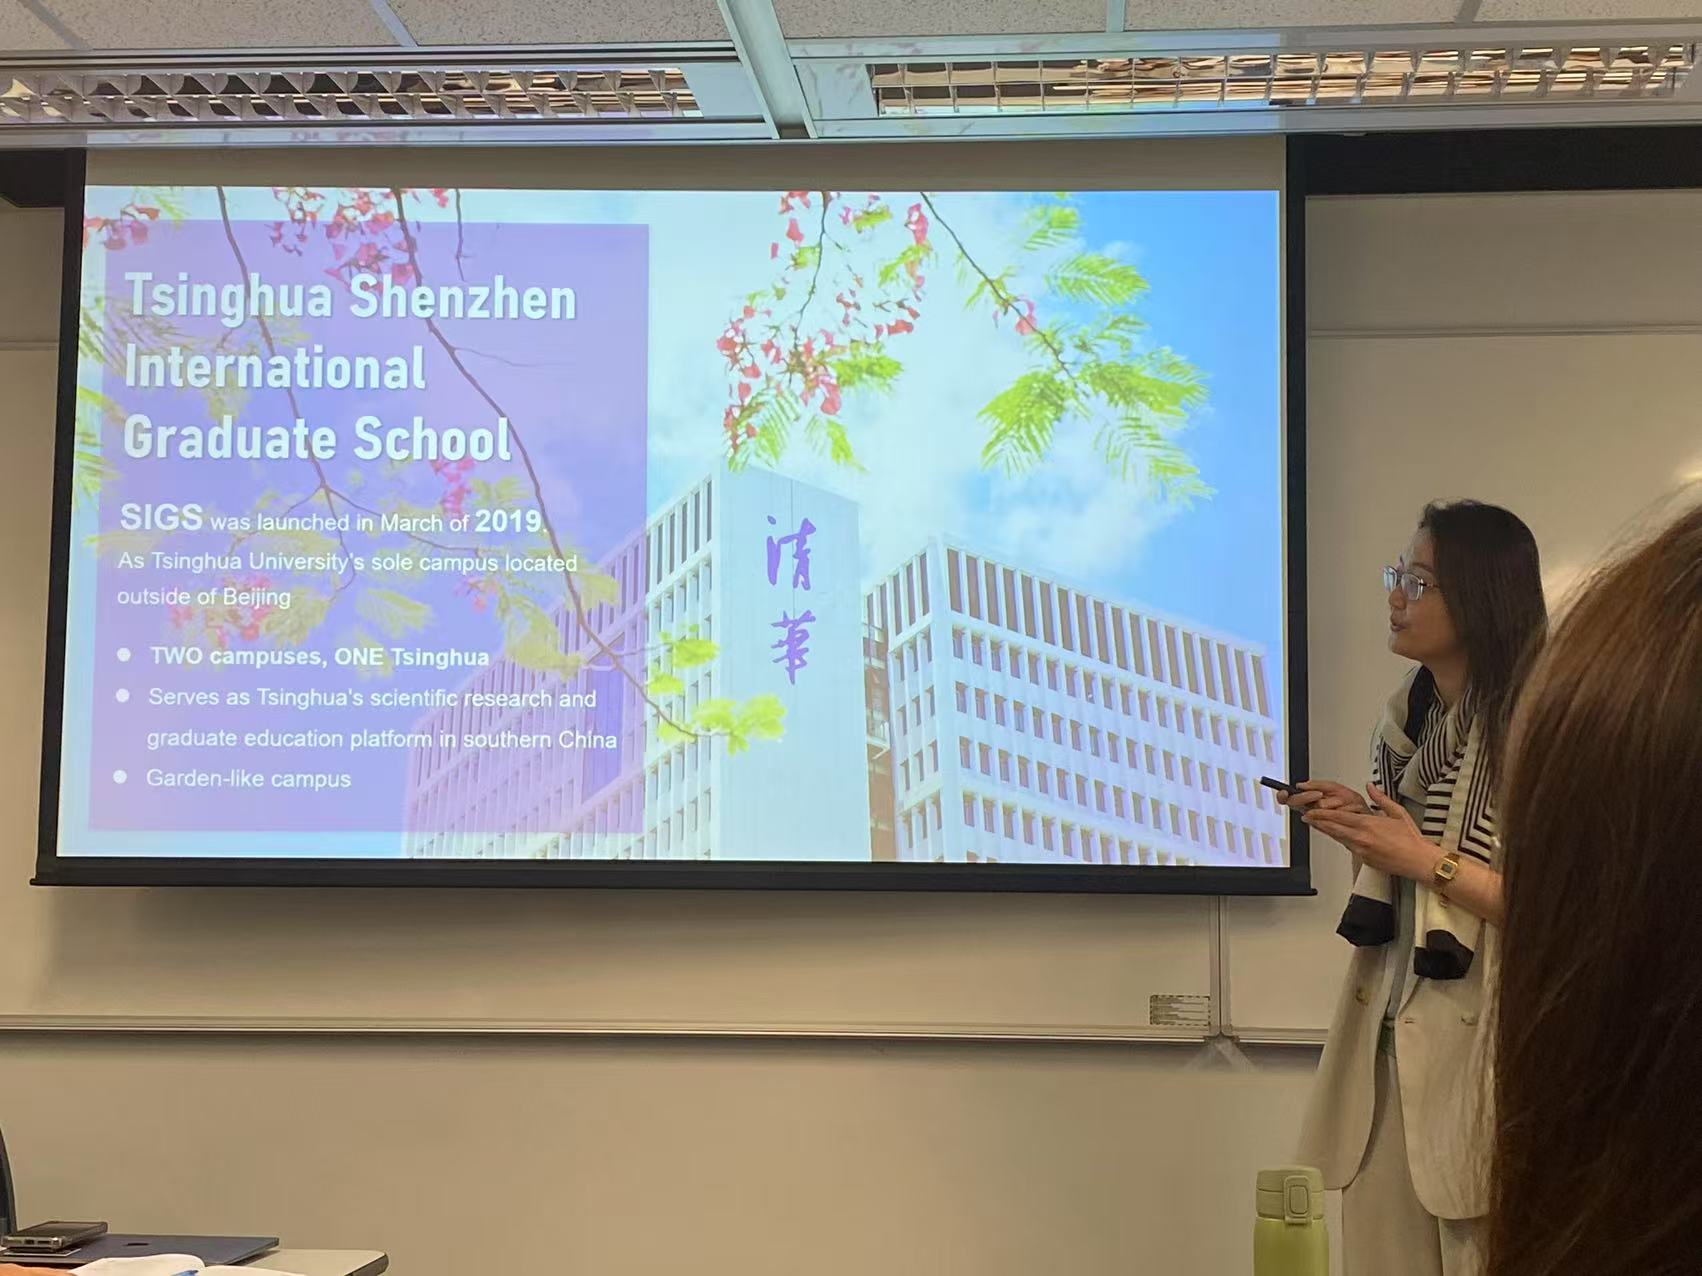 Tsinghua Shenzhen
International
Graduate School
SIGS was launched in March of 2019.
As Tsinghua University's sole campus located
outside of Beijing
● TWO campuses, ONE Tsinghua
● Serves as Tsinghua's scientific research and
graduate education platform in southern China
● Garden-like campus
清
華